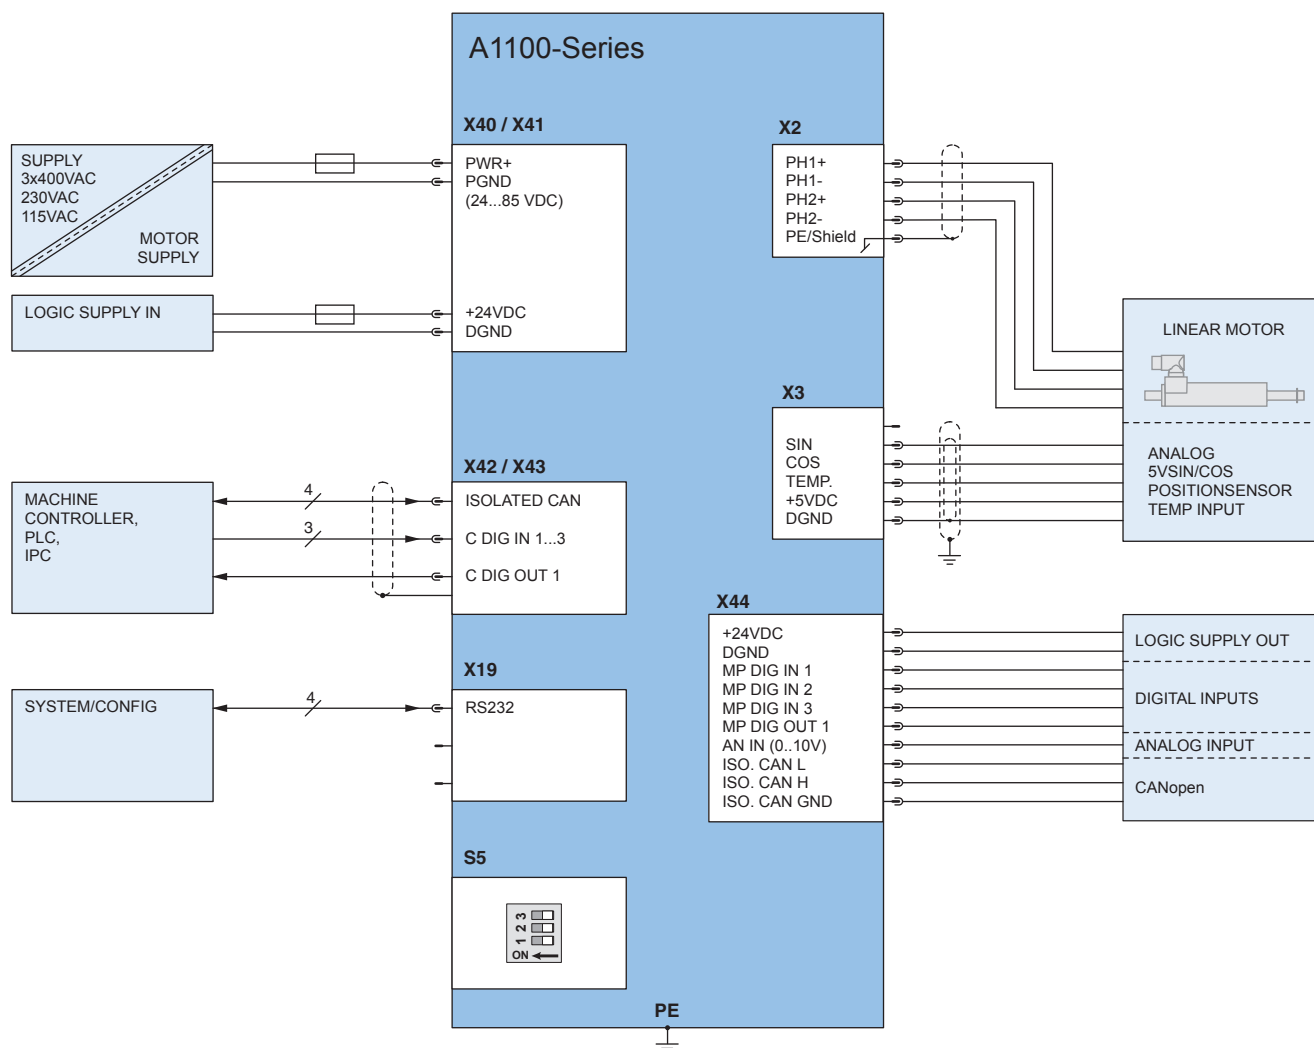 A1100-Series
X40 / X41
SUPPLY
3x400VAC
230VAC
115VAC
MOTOR
SUPPLY
PWR+
PGND
(24...85 VDC)
LOGIC SUPPLY IN
+24VDC
DGND
X2
PH1+
PH1-
PH2+
PH2-
PE/Shield
LINEAR MOTOR
X3
SIN
COS
TEMP.
+5VDC
DGND
ANALOG
5VSIN/COS
POSITIONSENSOR
TEMP INPUT
X42 / X43
MACHINE
CONTROLLER,
PLC,
IPC
4
3
ISOLATED CAN
C DIG IN 1...3
C DIG OUT 1
X44
+24VDC
DGND
MP DIG IN 1
MP DIG IN 2
MP DIG IN 3
MP DIG OUT 1
AN IN (0..10V)
ISO. CAN L
ISO. CAN H
ISO. CAN GND
LOGIC SUPPLY OUT
DIGITAL INPUTS
ANALOG INPUT
CANopen
X19
SYSTEM/CONFIG
4
RS232
S5
1 2 3
ON
PE